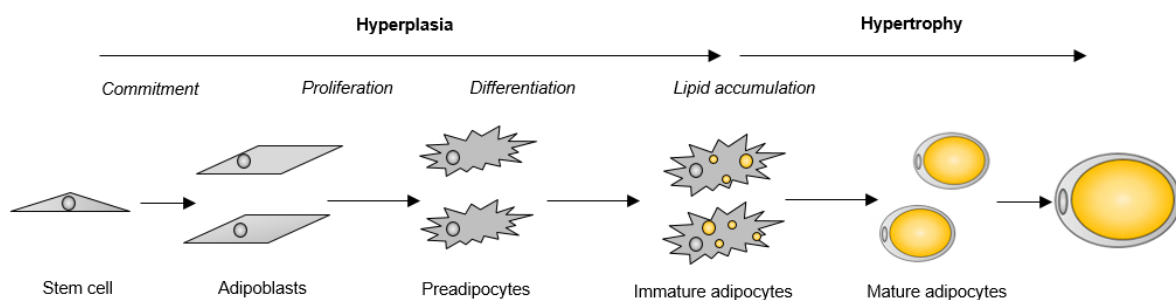 Hyperplasia
Hypertrophy
Commitment
Proliferation
Differentiation
Lipid accumulation
Stem cell
Adipoblasts
Preadipocytes
Immature adipocytes
Mature adipocytes